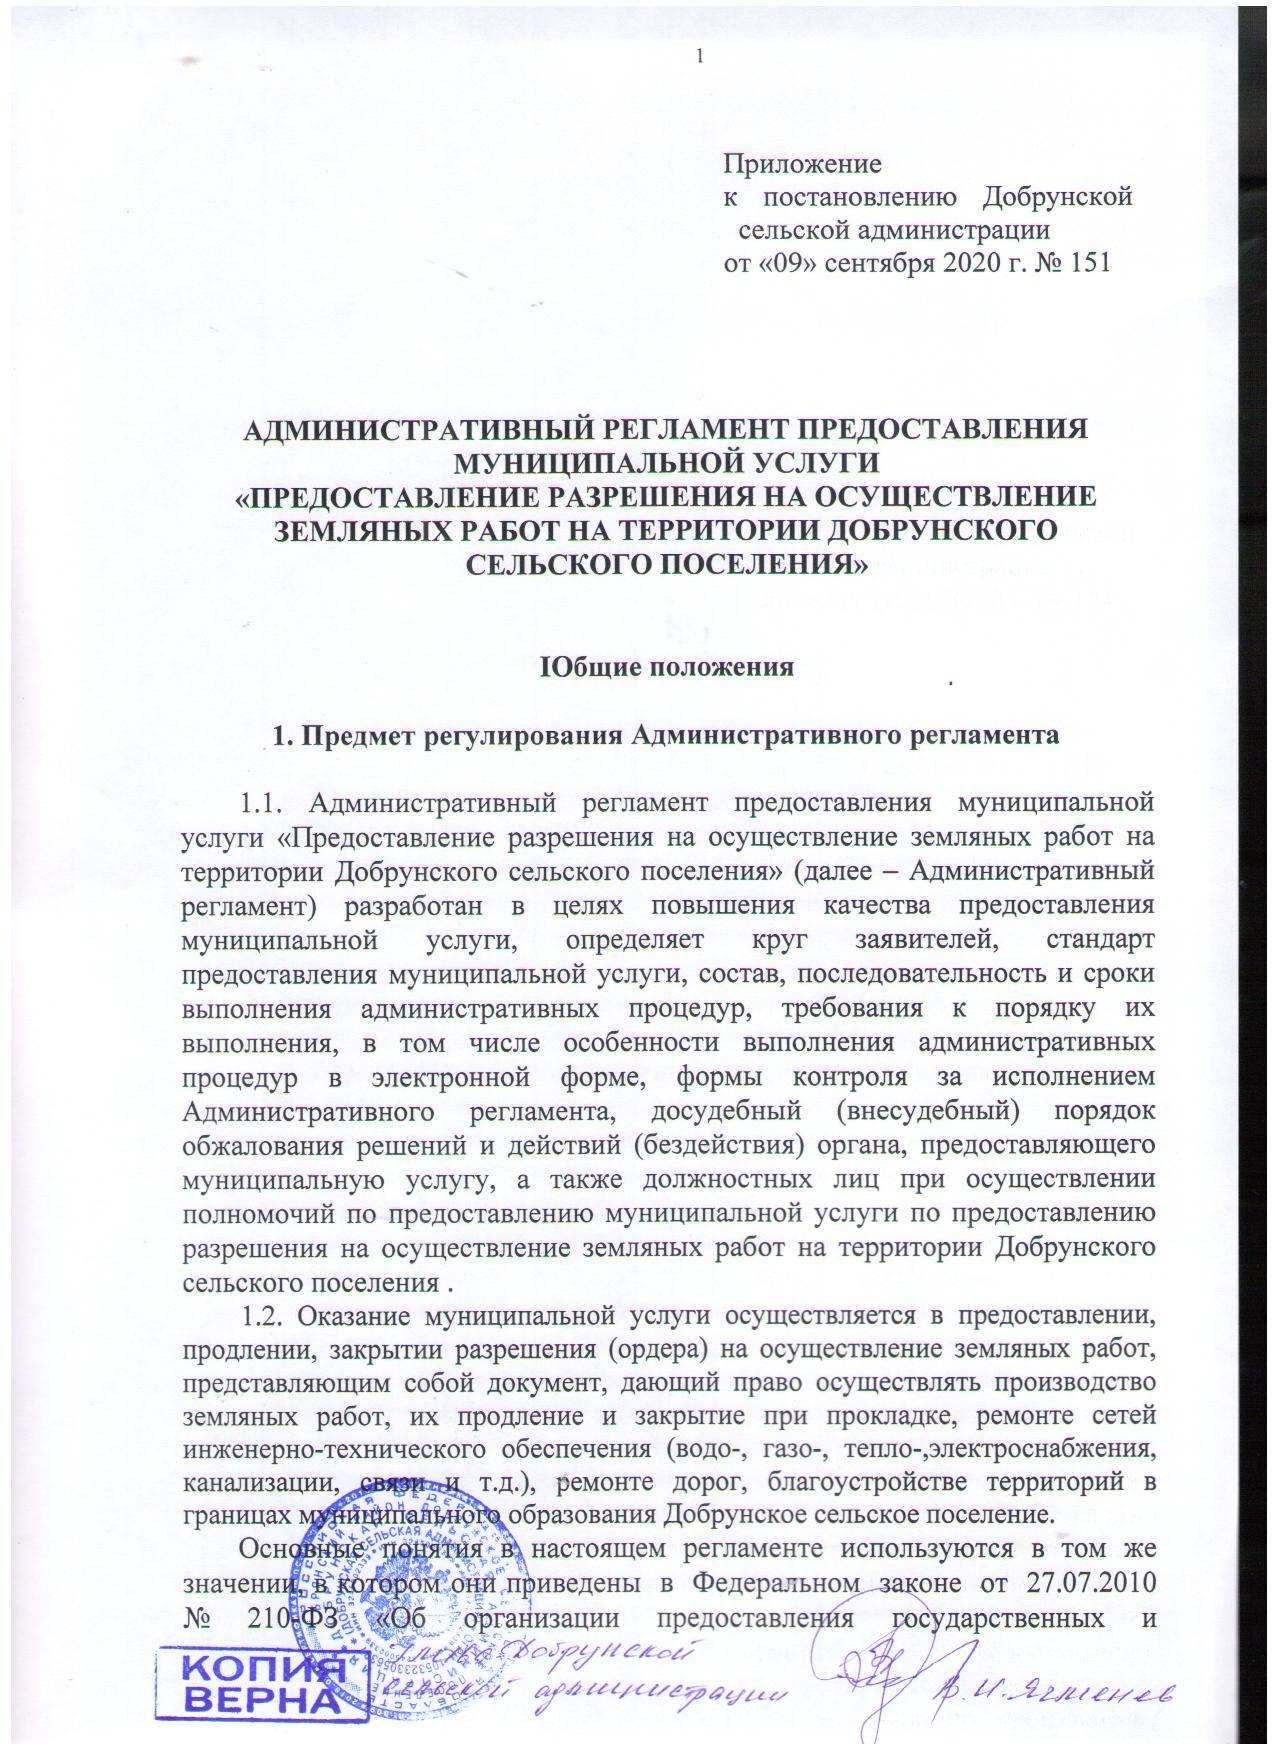 1
Приложение
к постановлению Добрунской
сельской администрации
от «09» сентября 2020 г. № 151
АДМИНИСТРАТИВНЫЙ РЕГЛАМЕНТ ПРЕДОСТАВЛЕНИЯ
МУНИЦИПАЛЬНОЙ УСЛУГИ
«ПРЕДОСТАВЛЕНИЕ РАЗРЕШЕНИЯ НА ОСУЩЕСТВЛЕНИЕ
ЗЕМЛЯНЫХ РАБОТ НА ТЕРРИТОРИИ ДОБРУНСКОГО
СЕЛЬСКОГО ПОСЕЛЕНИЯ»
IОбщие положения
1. Предмет регулирования Административного регламента
1.1. Административный регламент предоставления муниципальной
услуги «Предоставление разрешения на осуществление земляных работ на
территории Добрунского сельского поселения» (далее – Административный
регламент) разработан в целях повышения качества предоставления
муниципальной услуги, определяет круг заявителей, стандарт
предоставления муниципальной услуги, состав, последовательность и сроки
выполнения административных процедур, требования к порядку их
выполнения, в том числе особенности выполнения административных
процедур в электронной форме, формы контроля за исполнением
Административного регламента, досудебный (внесудебный) порядок
обжалования решений и действий (бездействия) органа, предоставляющего
муниципальную услугу, а также должностных лиц при осуществлении
полномочий по предоставлению муниципальной услуги по предоставлению
разрешения на осуществление земляных работ на территории Добрунского
сельского поселения .
1.2. Оказание муниципальной услуги осуществляется в предоставлении,
продлении, закрытии разрешения (ордера) на осуществление земляных работ,
представляющим собой документ, дающий право осуществлять производство
земляных работ, их продление и закрытие при прокладке, ремонте сетей
инженерно-технического обеспечения (водо-, газо-, тепло-,электроснабжения,
канализации, связи и т.д.), ремонте дорог, благоустройстве территорий в
границах муниципального образования Добрунское сельское поселение.
Основные понятия в настоящем регламенте используются в том же
значении, в котором они приведены в Федеральном законе от 27.07.2010
№ 210-ФЗ «Об организации предоставления государственных и
Добрунской
КОПИЯ
ВЕРНА
сельской администрации
В.И.Ячменев